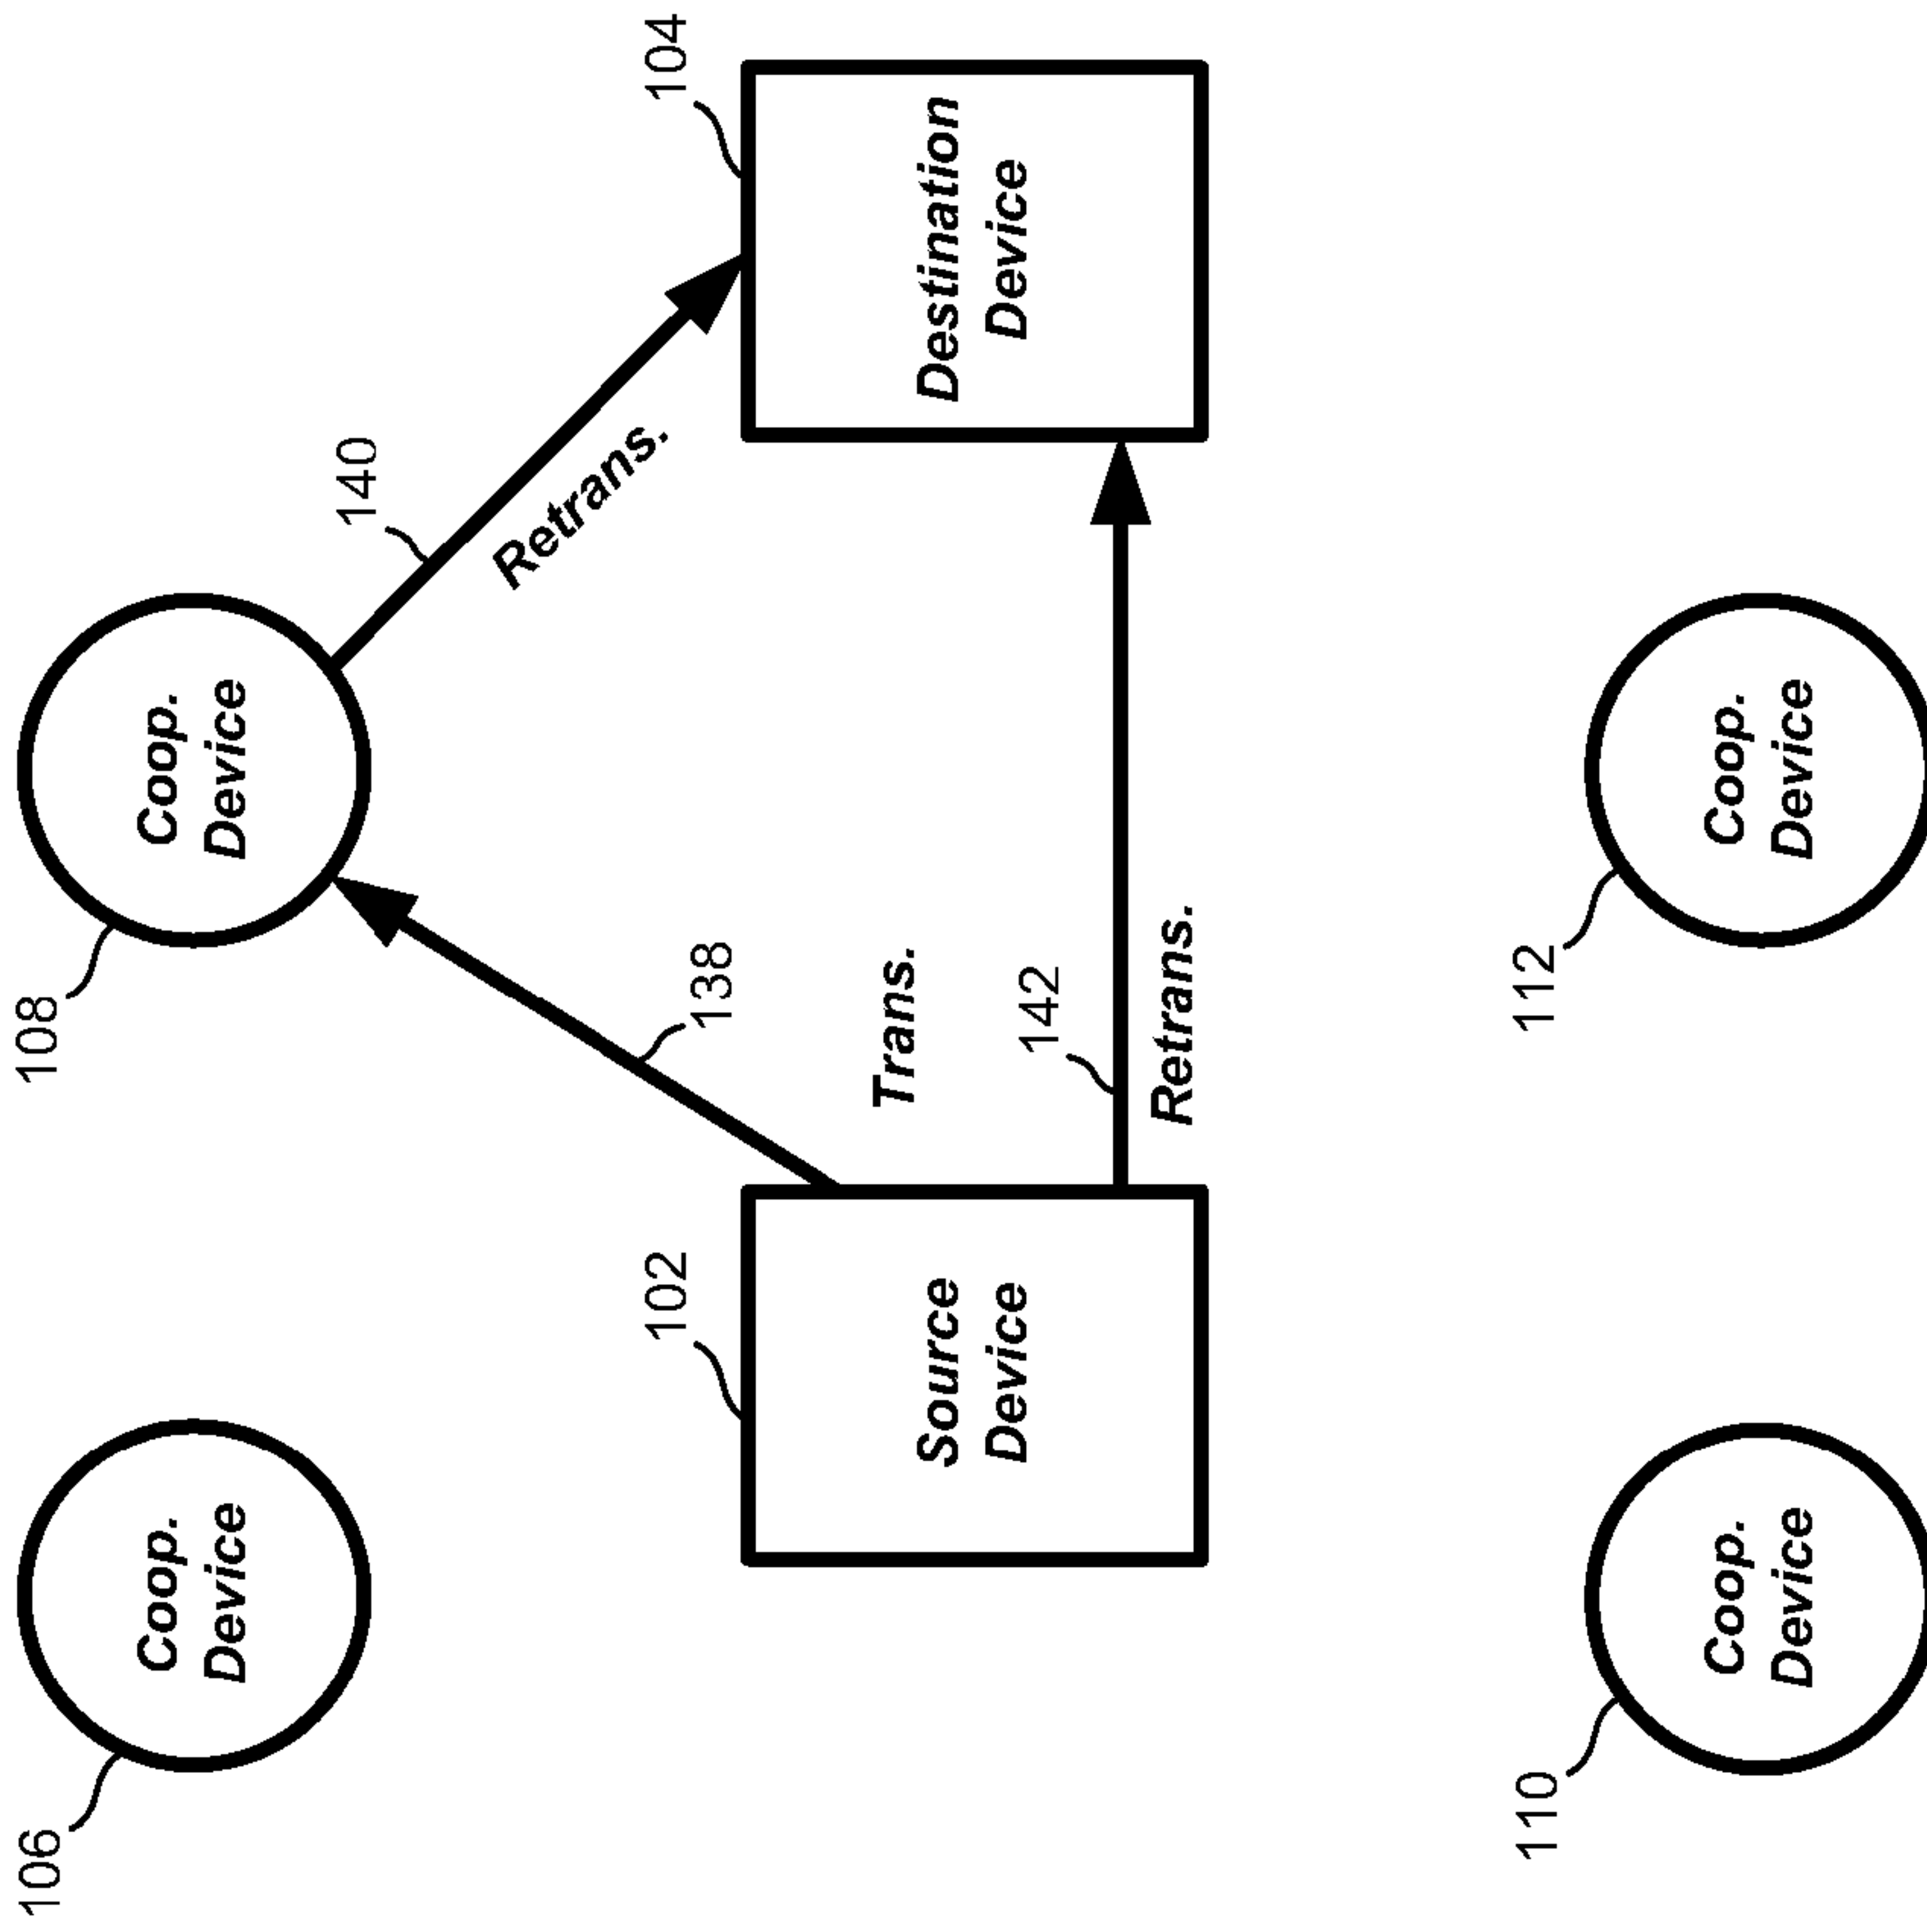 106
108
Coop.
Device
Coop.
Device
140
Retrans.
102
104
138
Trans.
Source
Device
Destination
Device
142
Retrans.
110
112
Coop.
Device
Coop.
Device